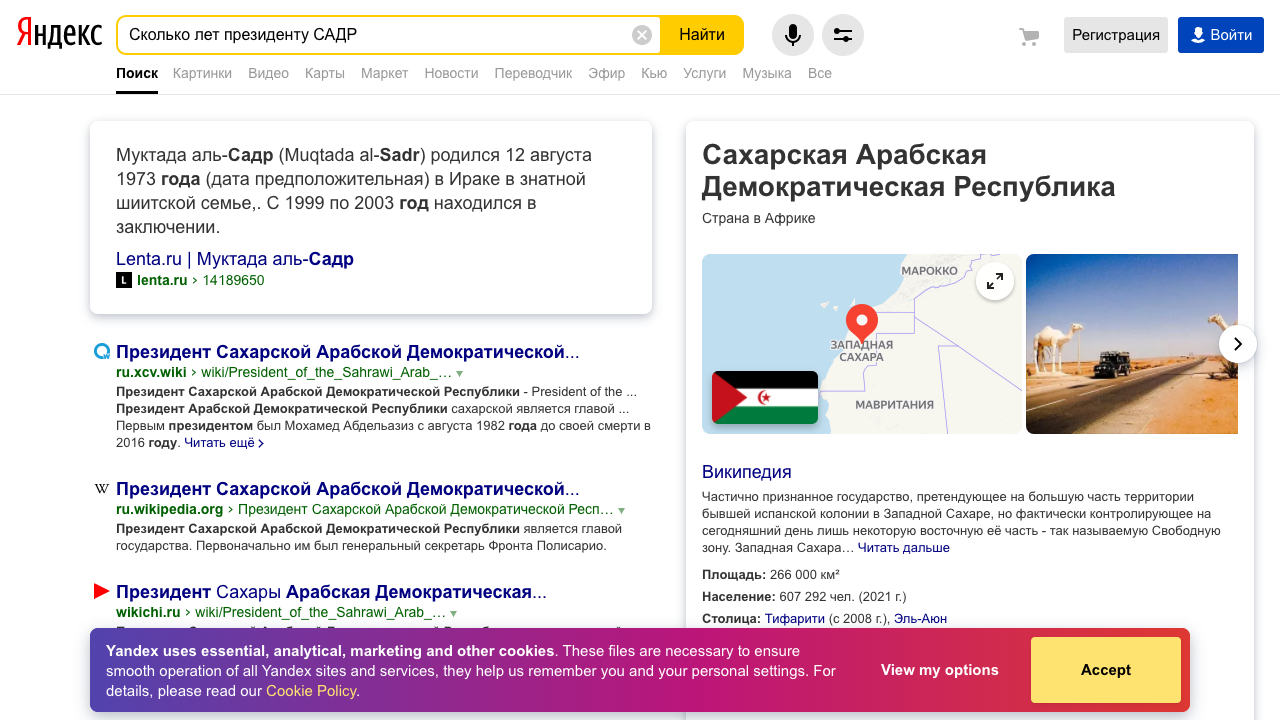 Яндекс
Сколько лет президенту САДР
Найти
Регистрация
Войти
Поиск Картинки Видео Карты Маркет Новости Переводчик Эфир Кью Услуги Музыка Все
Муктада аль-Садр (Muqtada al-Sadr) родился 12 августа
1973 года (дата предположительная) в Ираке в знатной
шиитской семье,. С 1999 по 2003 год находился в
заключении.
Lenta.ru | Муктада аль-Садр
lenta.ru › 14189650
Президент Сахарской Арабской Демократической...
ru.xcv.wiki › wiki/President_of_the_Sahrawi_Arab_…
Президент Сахарской Арабской Демократической Республики - President of the ...
Президент Арабской Демократической Республики сахарской является главой ...
Первым президентом был Мохамед Абдельазиз с августа 1982 года до своей смерти в
2016 году. Читать ещё ›
W
Президент Сахарской Арабской Демократической...
ru.wikipedia.org › Президент Сахарской Арабской Демократической Респ…
Президент Сахарской Арабской Демократической Республики является главой
государства. Первоначально им был генеральный секретарь Фронта Полисарио.
Президент Сахары Арабская Демократическая...
wikichi.ru › wiki/President_of_the_Sahrawi_Arab_…
Сахарская Арабская
Демократическая Республика
Страна в Африке
МАРОККО
ЗАПАДНАЯ
САХАРА
МАВРИТАНИЯ
Википедия
Частично признанное государство, претендующее на большую часть территории
бывшей испанской колонии в Западной Сахаре, но фактически контролирующее на
сегодняшний день лишь некоторую восточную её часть - так называемую Свободную
зону. Западная Сахара… Читать дальше
Площадь: 266 000 км²
Население: 607 292 чел. (2021 г.)
Столица: Тифарити (с 2008 г.), Эль-Аюн
Yandex uses essential, analytical, marketing and other cookies. These files are necessary to ensure
smooth operation of all Yandex sites and services, they help us remember you and your personal settings. For
details, please read our Cookie Policy.
View my options
Accept